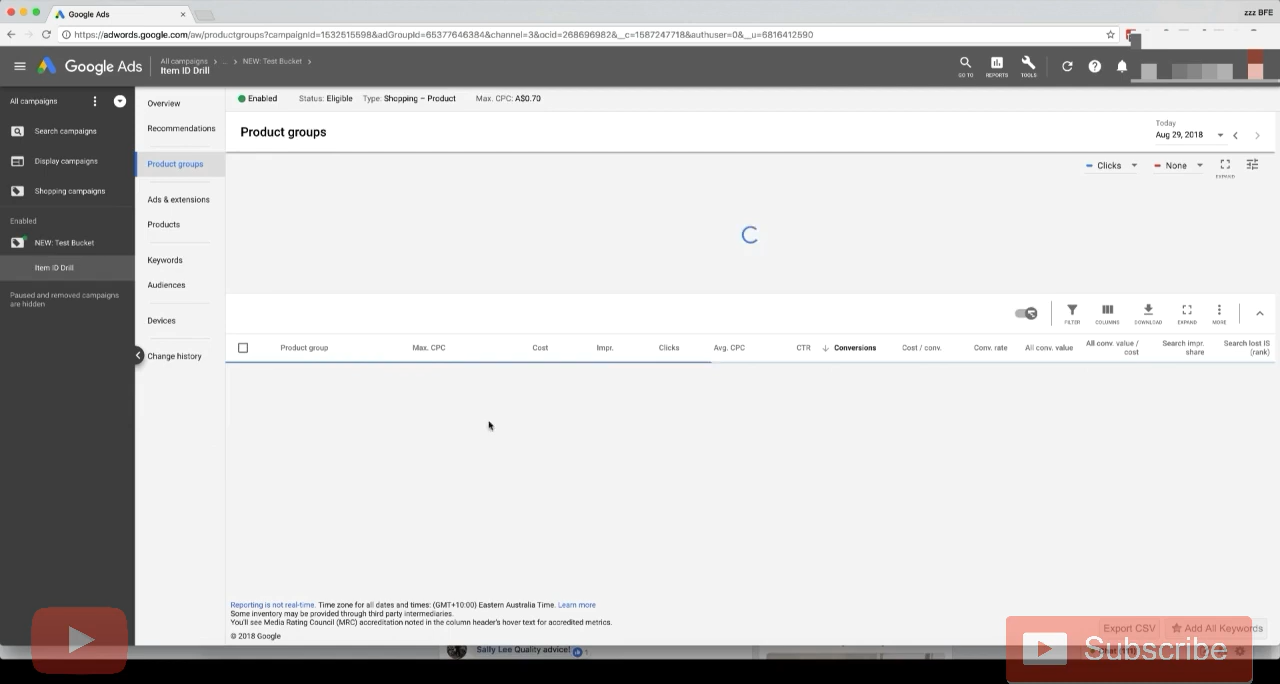 Google Ads
zzz BFE
https://adwords.google.com/aw/productgroups?campaignId=1532515598&adGroupId=65377646384&channel=3&ocid=268696982&__c=1587247718&authuser=0&__u=6816412590
Google Ads
All campaigns > ... > NEW: Test Bucket >
Item ID Drill
GO TO
REPORTS
TOOLS
All campaigns
Search campaigns
Display campaigns
Shopping campaigns
Enabled
NEW: Test Bucket
Item ID Drill
Paused and removed campaigns
are hidden
Overview
Recommendations
Product groups
Ads & extensions
Products
Keywords
Audiences
Devices
Change history
Enabled Status: Eligible Type: Shopping – Product Max. CPC: A$0.70
Product groups
Today
Aug 29, 2018
Clicks
None
EXPAND
FILTER
COLUMNS
DOWNLOAD
EXPAND
MORE
Product group
Max. CPC
Cost
Impr.
Clicks
Avg. CPC
CTR
Conversions
Cost / conv.
Conv. rate
All conv. value
All conv. value /
cost
Search impr.
share
Search lost IS
(rank)
Reporting is not real-time. Time zone for all dates and times: (GMT+10:00) Eastern Australia Time. Learn more
Some inventory may be provided through third party intermediaries.
You'll see Media Rating Council (MRC) accreditation noted in the column header's hover text for accredited metrics.
© 2018 Google
Export CSV
Add All Keywords
Sally Lee Quality advice!
Subscribe